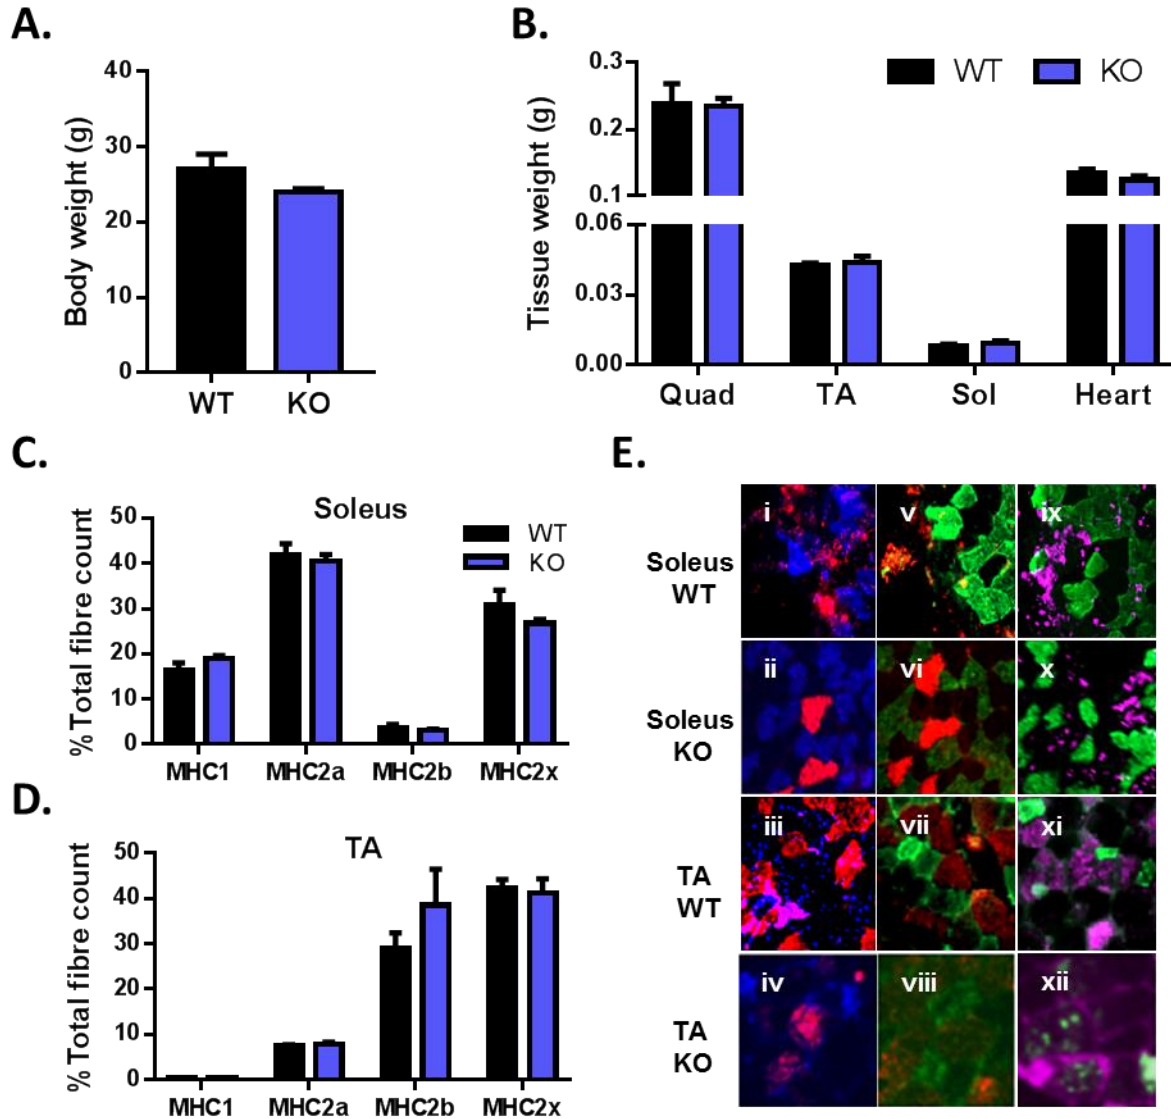 A.
Body weight (g)
40
30
20
10
0
WT KO
B.
Tissue weight (g)
0.3
0.2
0.1
0.06
0.03
0.00
WT KO
Quad TA Sol Heart
C.
Soleus
% Total fibre count
50
40
30
20
10
0
WT
KO
MHC1 MHC2a MHC2b MHC2x
D.
TA
% Total fibre count
50
40
30
20
10
0
MHC1 MHC2a MHC2b MHC2x
E.
Soleus
WT
i v ix
Soleus
KO
ii vi x
TA
WT
iii vii xi
TA
KO
iv viii xii